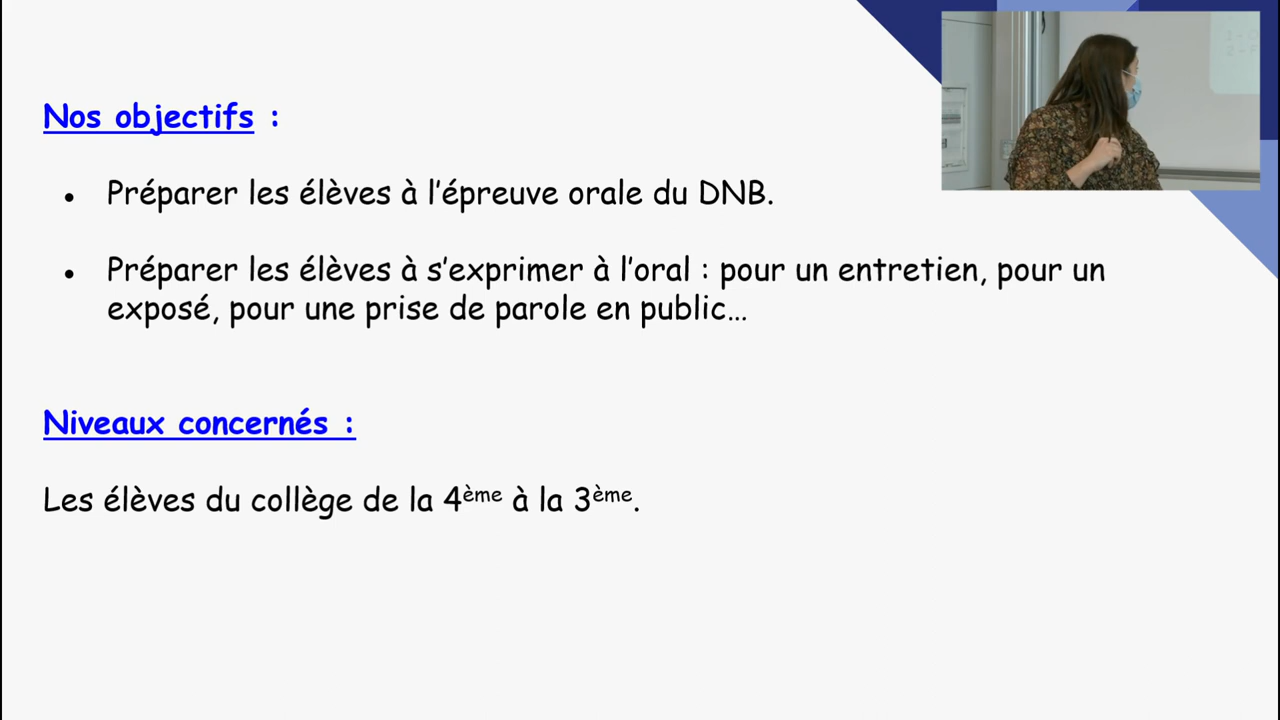 Nos objectifs :
• Préparer les élèves à l'épreuve orale du DNB.
• Préparer les élèves à s'exprimer à l'oral : pour un entretien, pour un
exposé, pour une prise de parole en public...
Niveaux concernés :
Les élèves du collège de la 4ème à la 3ème.